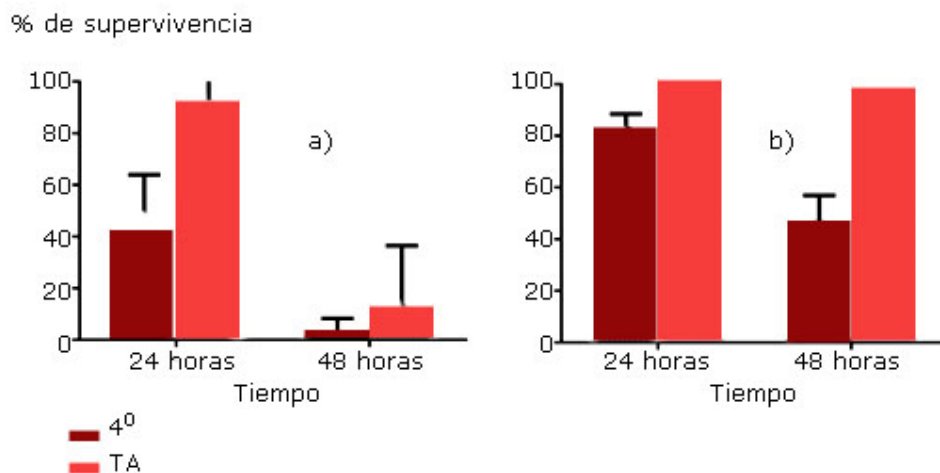 % de supervivencia
100
80
60
40
20
0
a)
24 horas
48 horas
Tiempo
100
80
60
40
20
0
b)
24 horas
48 horas
Tiempo
4⁰
TA